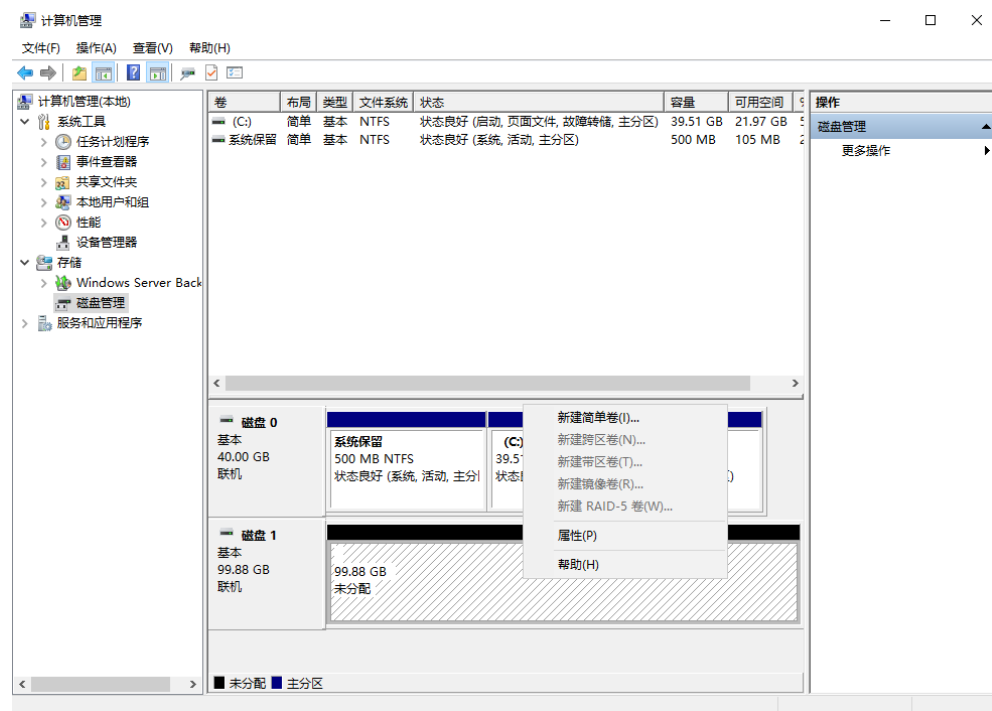 计算机管理
文件(F) 操作(A) 查看(V) 帮助(H)
计算机管理(本地)
系统工具
任务计划程序
事件查看器
共享文件夹
本地用户和组
性能
设备管理器
存储
Windows Server Back
磁盘管理
服务和应用程序
卷 布局 类型 文件系统 状态 容量 可用空间
(C:) 简单 基本 NTFS 状态良好 (启动, 页面文件, 故障转储, 主分区) 39.51 GB 21.97 GB
系统保留 简单 基本 NTFS 状态良好 (系统, 活动, 主分区) 500 MB 105 MB
操作
磁盘管理
更多操作
磁盘 0
基本
40.00 GB
联机
系统保留
500 MB NTFS
状态良好 (系统, 活动, 主分
(C:)
39.5
状态
新建简单卷(I)...
新建跨区卷(N)...
新建带区卷(T)...
新建镜像卷(R)...
新建 RAID-5 卷(W)...
属性(P)
帮助(H)
磁盘 1
基本
99.88 GB
联机
99.88 GB
未分配
未分配 主分区